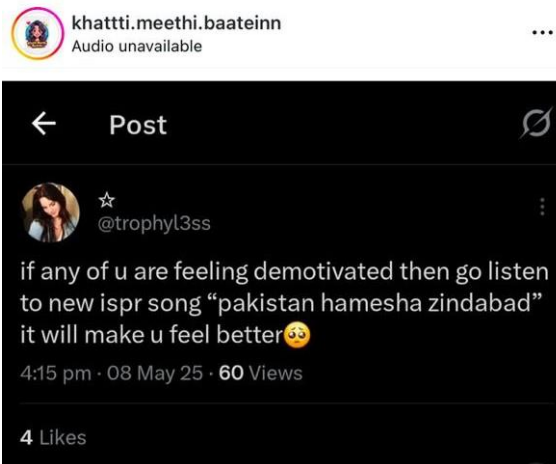 khattti.meethi.baateinn
Audio unavailable
Post
☆
@trophyl3ss
if any of u are feeling demotivated then go listen
to new ispr song “pakistan hamesha zindabad”
it will make u feel better🥺
4:15 pm · 08 May 25 · 60 Views
4 Likes